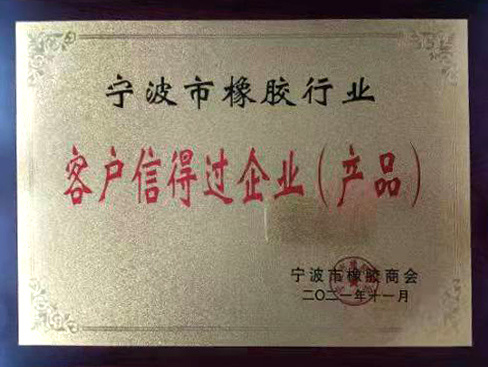 宁波市橡胶行业
客户信得过企业（产品）
宁波市橡胶商会
二〇二一年十一月